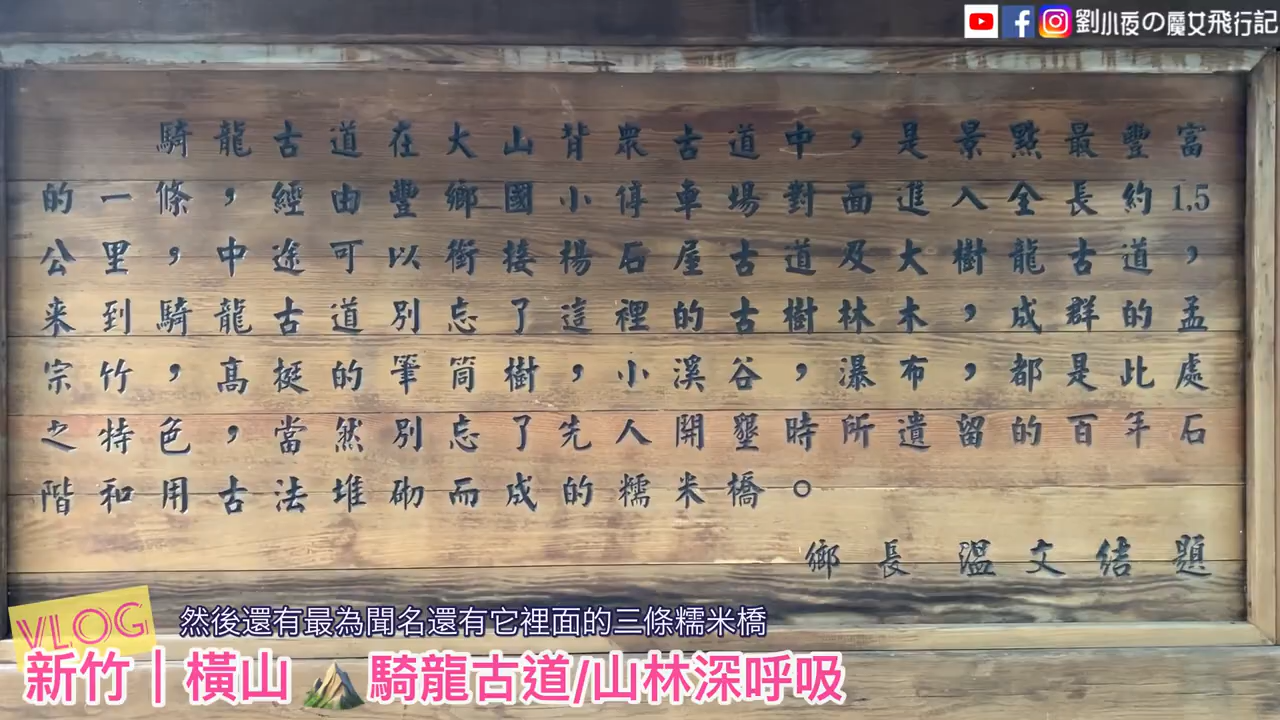 劉小夜の魔女飛行記
騎龍古道在大山背眾古道中，是景點最豐富
的一條，經由豐鄉國小停車場對面進入全長約1.5
公里，中途可以銜接楊石屋古道及大樹龍古道，
来到騎龍古道別忘了這裡的古樹林木，成群的孟
宗竹，高挺的筆筒樹，小溪谷，瀑布，都是此處
之特色，當然別忘了先人開墾時所遺留的百年石
階和用古法堆砌而成的糯米橋。
鄉長溫文結題
VLOG
然後還有最為聞名還有它裡面的三條糯米橋
新竹｜橫山⛰️騎龍古道/山林深呼吸